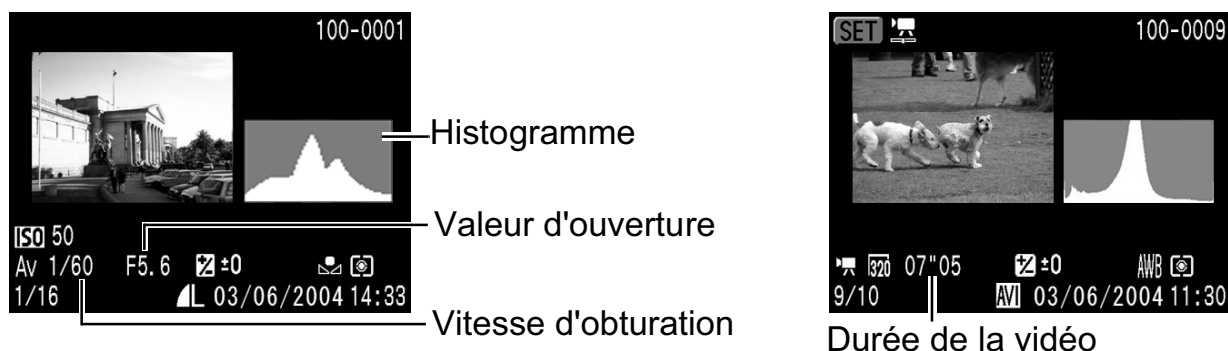 100-0001
Histogramme
Valeur d'ouverture
ISO 50
Av 1/60 F5.6 ±0
1/16 L 03/06/2004 14:33
Vitesse d'obturation
SET 100-0009
320 07"05 ±0 AWB
9/10 AVI 03/06/2004 11:30
Durée de la vidéo